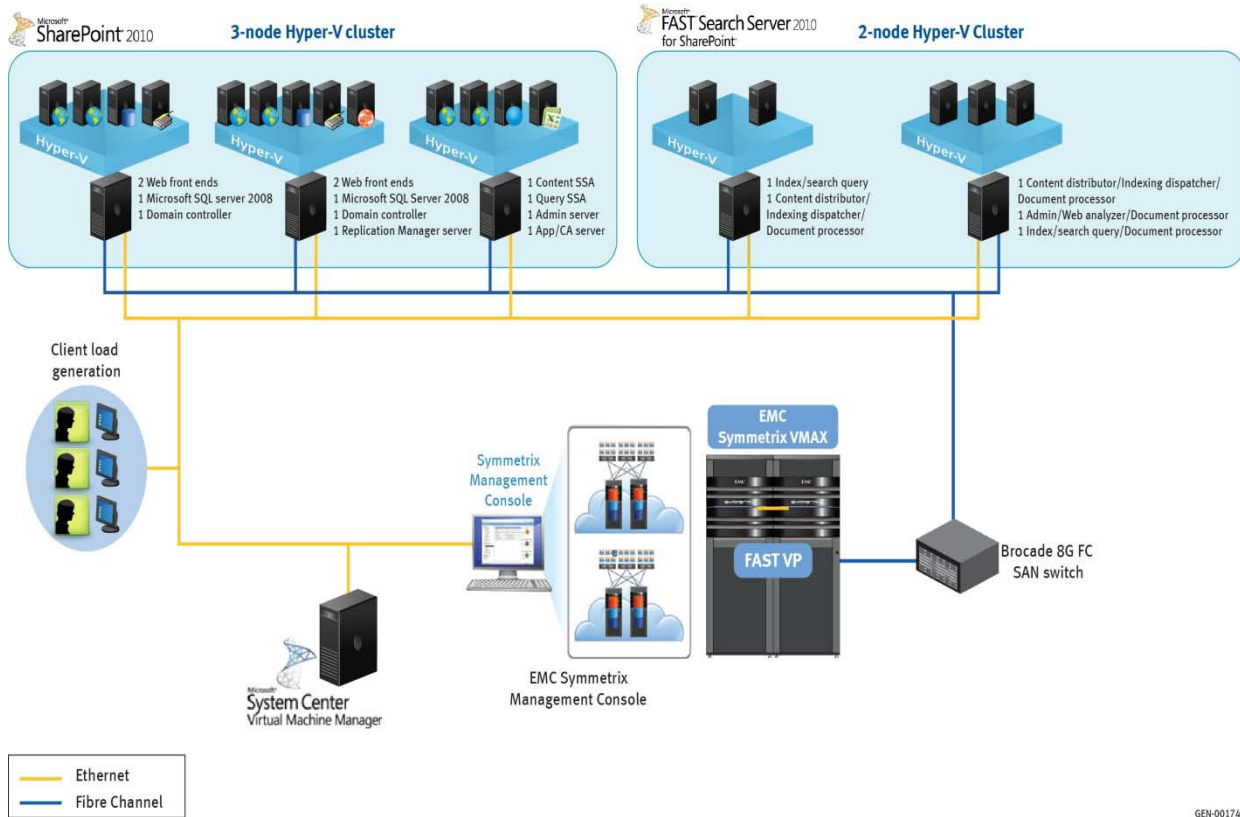 Microsoft®
SharePoint® 2010
3-node Hyper-V cluster
Microsoft®
FAST Search Server 2010
for SharePoint®
2-node Hyper-V Cluster
Hyper-V
Hyper-V
Hyper-V
Hyper-V
Hyper-V
2 Web front ends
1 Microsoft SQL server 2008
1 Domain controller
2 Web front ends
1 Microsoft SQL Server 2008
1 Domain controller
1 Replication Manager server
1 Content SSA
1 Query SSA
1 Admin server
1 App/CA server
1 Index/search query
1 Content distributor/
Indexing dispatcher/
Document processor
1 Content distributor/Indexing dispatcher/
Document processor
1 Admin/Web analyzer/Document processor
1 Index/search query/Document processor
Client load
generation
Symmetrix
Management
Console
EMC
Symmetrix VMAX
EMC
EMC
FAST VP
Brocade 8G FC
SAN switch
EMC Symmetrix
Management Console
Microsoft®
System Center
Virtual Machine Manager
Ethernet
Fibre Channel
GEN-00174